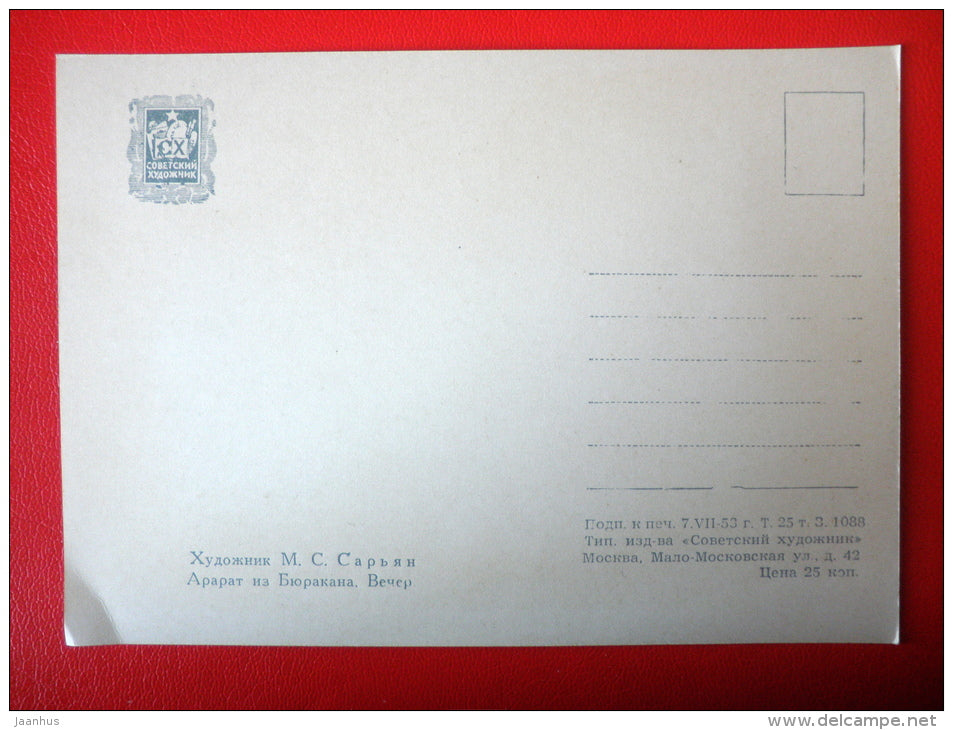 СХ
СОВЕТСКИЙ
ХУДОЖНИК
Художник М. С. Сарьян
Арарат из Бюракана. Вечер
Подп. к печ. 7.VII-53 г. Т. 25 т. З. 1088
Тип. изд-ва «Советский художник»
Москва, Мало-Московская ул., д. 42
Цена 25 коп.
Jaanhus
www.delcampe.net